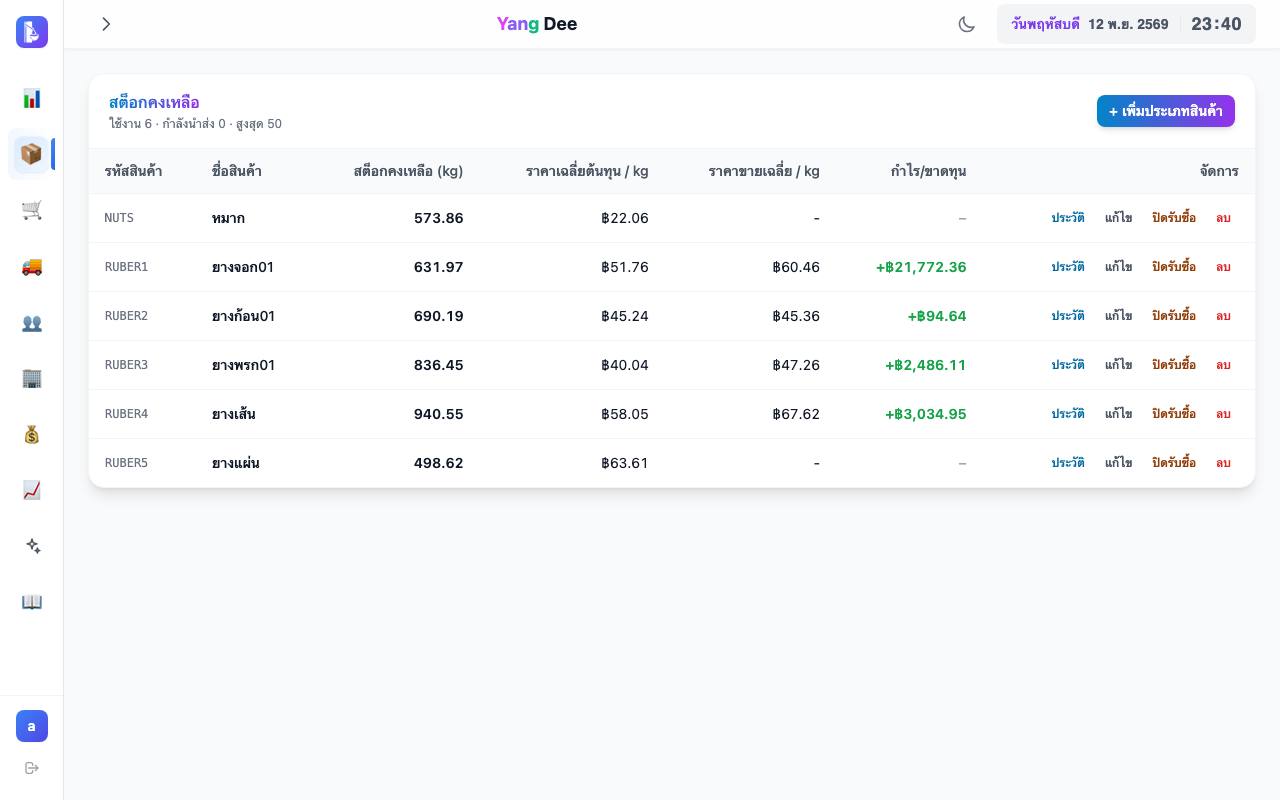 Yang Dee
วันพฤหัสบดี 12 พ.ย. 2569 23:40
สต็อกคงเหลือ
ใช้งาน 6 · กำลังนำส่ง 0 · สูงสุด 50
+ เพิ่มประเภทสินค้า
รหัสสินค้า ชื่อสินค้า สต็อกคงเหลือ (kg) ราคาเฉลี่ยต้นทุน / kg ราคาขายเฉลี่ย / kg กำไร/ขาดทุน จัดการ
NUTS หมาก 573.86 ฿22.06 - – ประวัติ แก้ไข ปิดรับซื้อ ลบ
RUBER1 ยางจอก01 631.97 ฿51.76 ฿60.46 +฿21,772.36 ประวัติ แก้ไข ปิดรับซื้อ ลบ
RUBER2 ยางก้อน01 690.19 ฿45.24 ฿45.36 +฿94.64 ประวัติ แก้ไข ปิดรับซื้อ ลบ
RUBER3 ยางพรก01 836.45 ฿40.04 ฿47.26 +฿2,486.11 ประวัติ แก้ไข ปิดรับซื้อ ลบ
RUBER4 ยางเส้น 940.55 ฿58.05 ฿67.62 +฿3,034.95 ประวัติ แก้ไข ปิดรับซื้อ ลบ
RUBER5 ยางแผ่น 498.62 ฿63.61 - – ประวัติ แก้ไข ปิดรับซื้อ ลบ
a